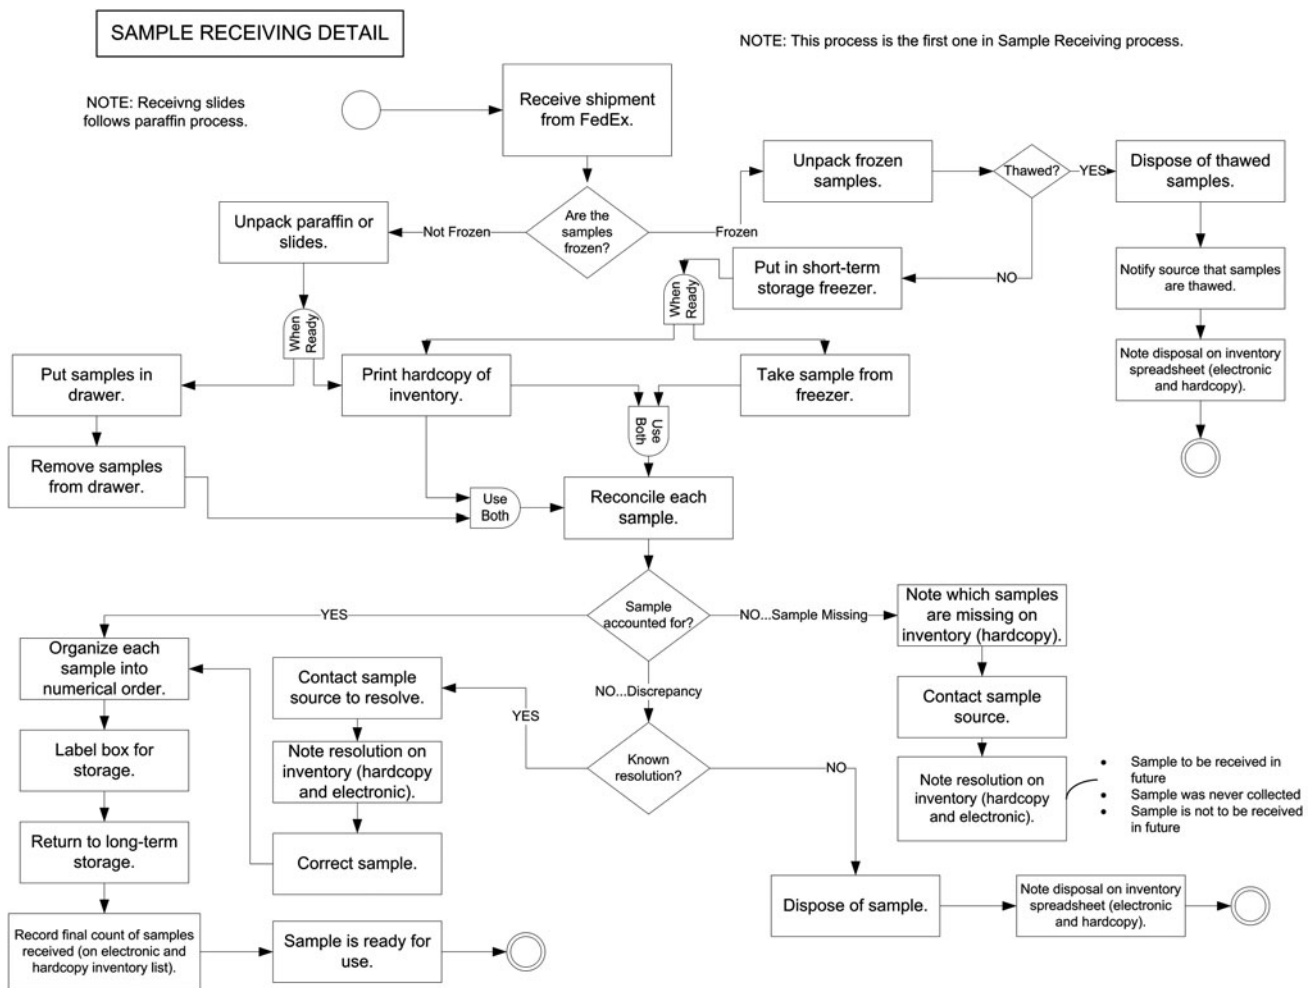 SAMPLE RECEIVING DETAIL
NOTE: This process is the first one in Sample Receiving process.
NOTE: Receivng slides
follows paraffin process.
Receive shipment
from FedEx.
Unpack frozen
samples.
Thawed?
YES
Dispose of thawed
samples.
Unpack paraffin or
slides.
Not Frozen
Are the
samples
frozen?
Frozen
Put in short-term
storage freezer.
NO
Notify source that samples
are thawed.
When
Ready
When
Ready
Note disposal on inventory
spreadsheet (electronic
and hardcopy).
Put samples in
drawer.
Print hardcopy of
inventory.
Take sample from
freezer.
Use
Both
Remove samples
from drawer.
Use
Both
Reconcile each
sample.
YES
Sample
accounted for?
NO...Sample Missing
Note which samples
are missing on
inventory (hardcopy).
Organize each
sample into
numerical order.
Contact sample
source to resolve.
NO...Discrepancy
YES
Contact sample
source.
Label box for
storage.
Note resolution on
inventory (hardcopy
and electronic).
Known
resolution?
NO
Note resolution on
inventory (hardcopy
and electronic).
• Sample to be received in
future
• Sample was never collected
• Sample is not to be received
in future
Return to long-term
storage.
Correct sample.
Dispose of sample.
Note disposal on inventory
spreadsheet (electronic
and hardcopy).
Record final count of samples
received (on electronic and
hardcopy inventory list).
Sample is ready for
use.